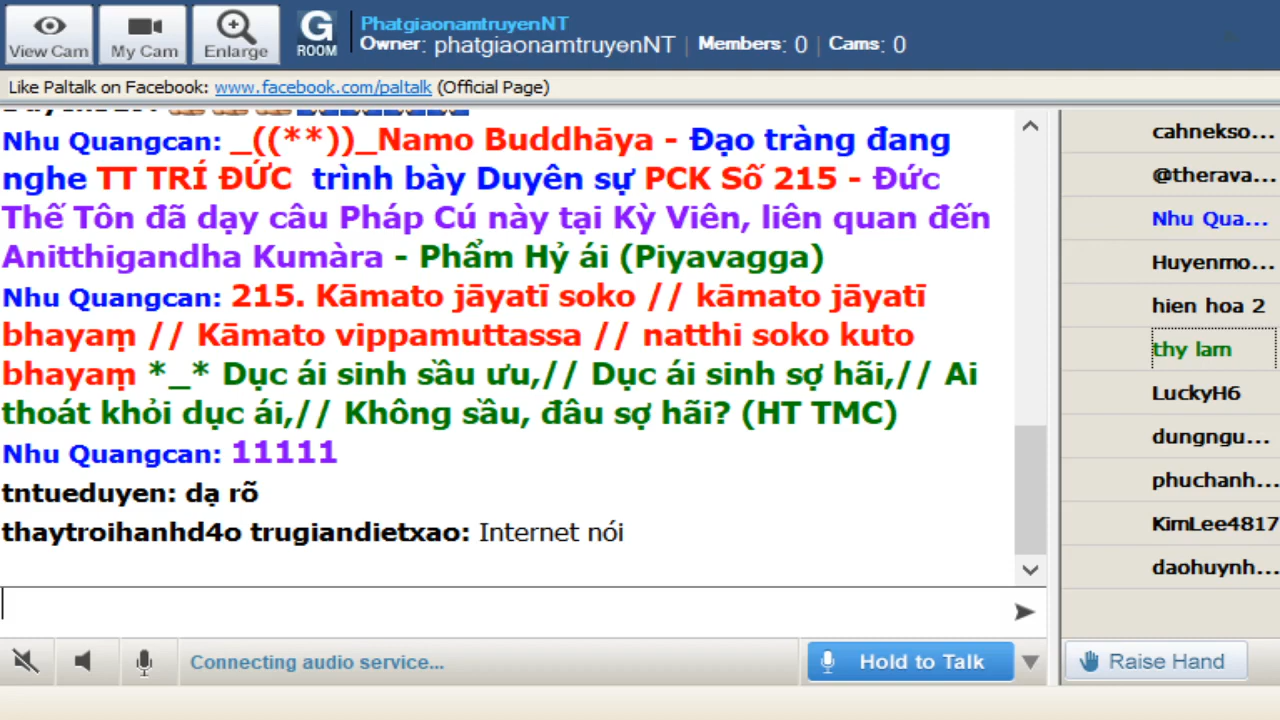 View Cam
My Cam
Enlarge
G
ROOM
PhatgiaonamtruyenNT
Owner: phatgiaonamtruyenNT | Members: 0 | Cams: 0
Like Paltalk on Facebook: www.facebook.com/paltalk (Official Page)
Nhu Quangcan: _((**))_Namo Buddhāya - Đạo tràng đang
nghe TT TRÍ ĐỨC trình bày Duyên sự PCK Số 215 - Đức
Thế Tôn đã dạy câu Pháp Cú này tại Kỳ Viên, liên quan đến
Anitthigandha Kumàra - Phẩm Hỷ ái (Piyavagga)
Nhu Quangcan: 215. Kāmato jāyatī soko // kāmato jāyatī
bhayaṃ // Kāmato vippamuttassa // natthi soko kuto
bhayaṃ *_* Dục ái sinh sầu ưu,// Dục ái sinh sợ hãi,// Ai
thoát khỏi dục ái,// Không sầu, đâu sợ hãi? (HT TMC)
Nhu Quangcan: 11111
tntueduyen: dạ rõ
thaytroihanhd4o trugiandietxao: Internet nói
cahnekso...
@therava...
Nhu Qua...
Huyenmo...
hien hoa 2
thy lam
LuckyH6
dungngu...
phuchanh...
KimLee4817
daohuynh...
Connecting audio service...
Hold to Talk
Raise Hand